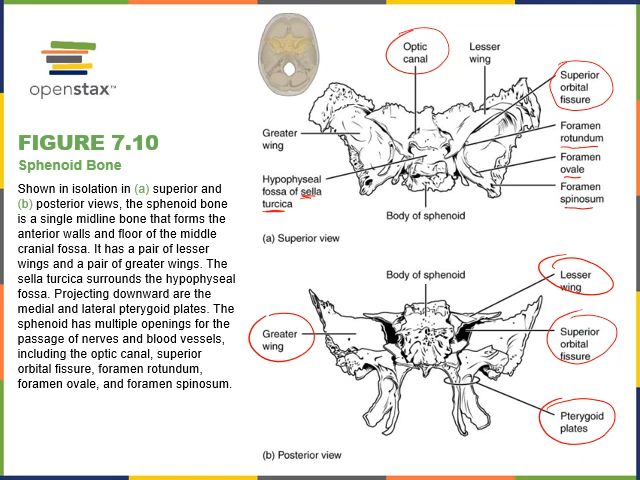 openstax™
FIGURE 7.10
Sphenoid Bone
Shown in isolation in (a) superior and
(b) posterior views, the sphenoid bone
is a single midline bone that forms the
anterior walls and floor of the middle
cranial fossa. It has a pair of lesser
wings and a pair of greater wings. The
sella turcica surrounds the hypophyseal
fossa. Projecting downward are the
medial and lateral pterygoid plates. The
sphenoid has multiple openings for the
passage of nerves and blood vessels,
including the optic canal, superior
orbital fissure, foramen rotundum,
foramen ovale, and foramen spinosum.
Optic
canal
Lesser
wing
Superior
orbital
fissure
Greater
wing
Foramen
rotundum
Foramen
ovale
Hypophyseal
fossa of sella
turcica
Foramen
spinosum
Body of sphenoid
(a) Superior view
Body of sphenoid
Lesser
wing
Greater
wing
Superior
orbital
fissure
Pterygoid
plates
(b) Posterior view